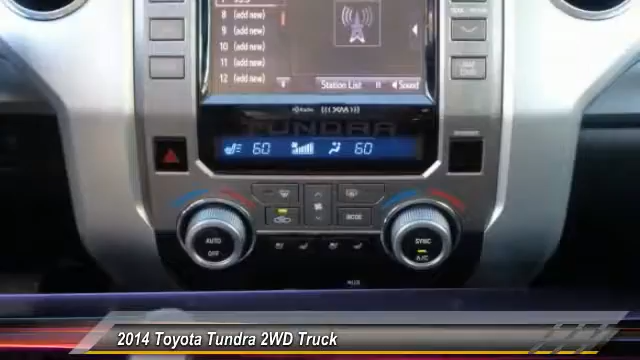 8 (add new)
9 (add new)
10 (add new)
11 (add new)
12 (add new)
Station List
Sound
XM
TUNDRA
60 60
MODE
AUTO
OFF
SYNC
A/C
2014 Toyota Tundra 2WD Truck